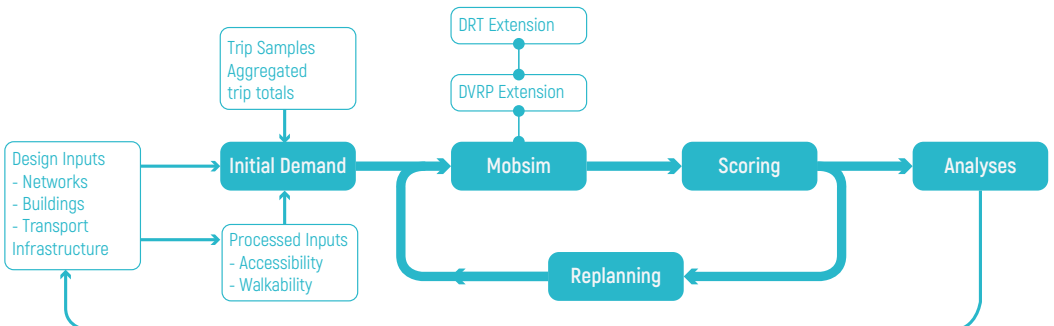 DRT Extension
Trip Samples
Aggregated
trip totals
DVRP Extension
Design Inputs
- Networks
- Buildings
- Transport
Infrastructure
Initial Demand
Mobsim
Scoring
Analyses
Processed Inputs
- Accessibility
- Walkability
Replanning